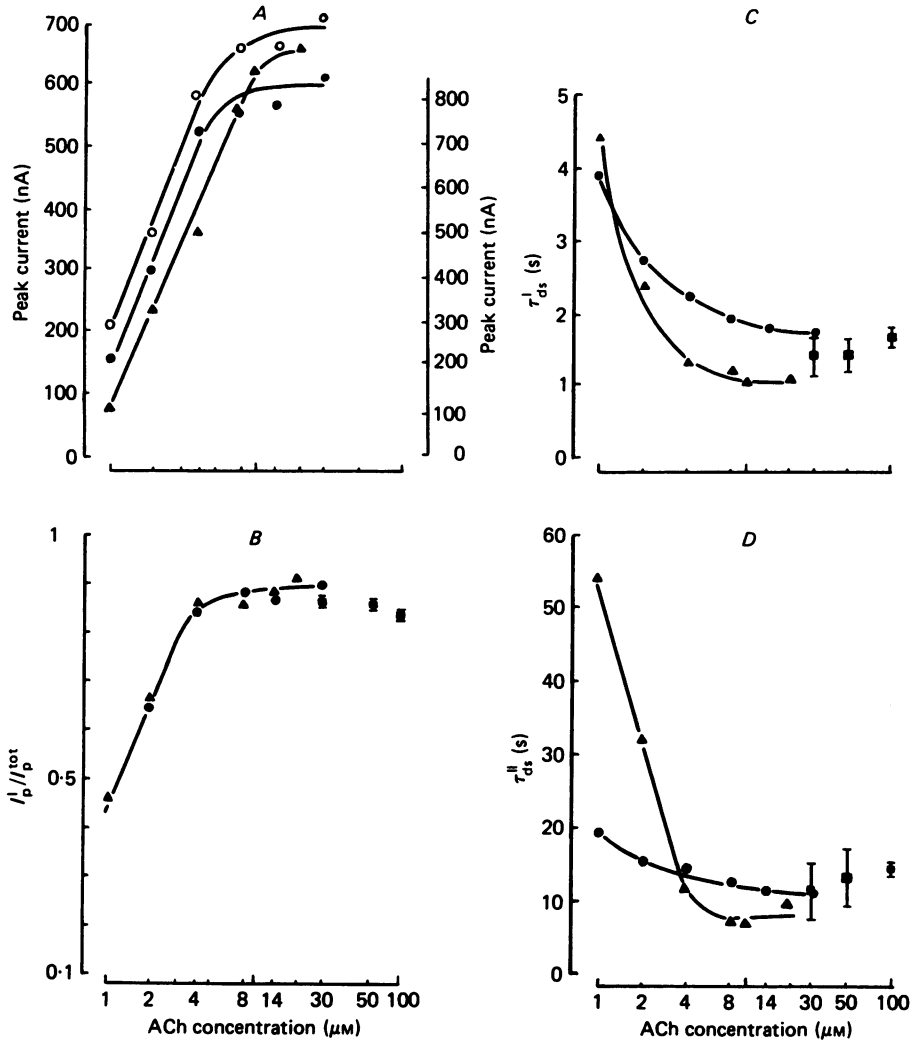 A
700
600
500
400
300
200
100
0
Peak current (nA)
800
700
600
500
400
300
200
100
0
Peak current (nA)
C
5
4
3
2
1
0
τ^I_ds (s)
B
1
0·5
0·1
I^I_p/I^tot_p
1 2 4 8 14 30 50 100
ACh concentration (μM)
D
60
50
40
30
20
10
0
τ^II_ds (s)
1 2 4 8 14 30 50 100
ACh concentration (μM)